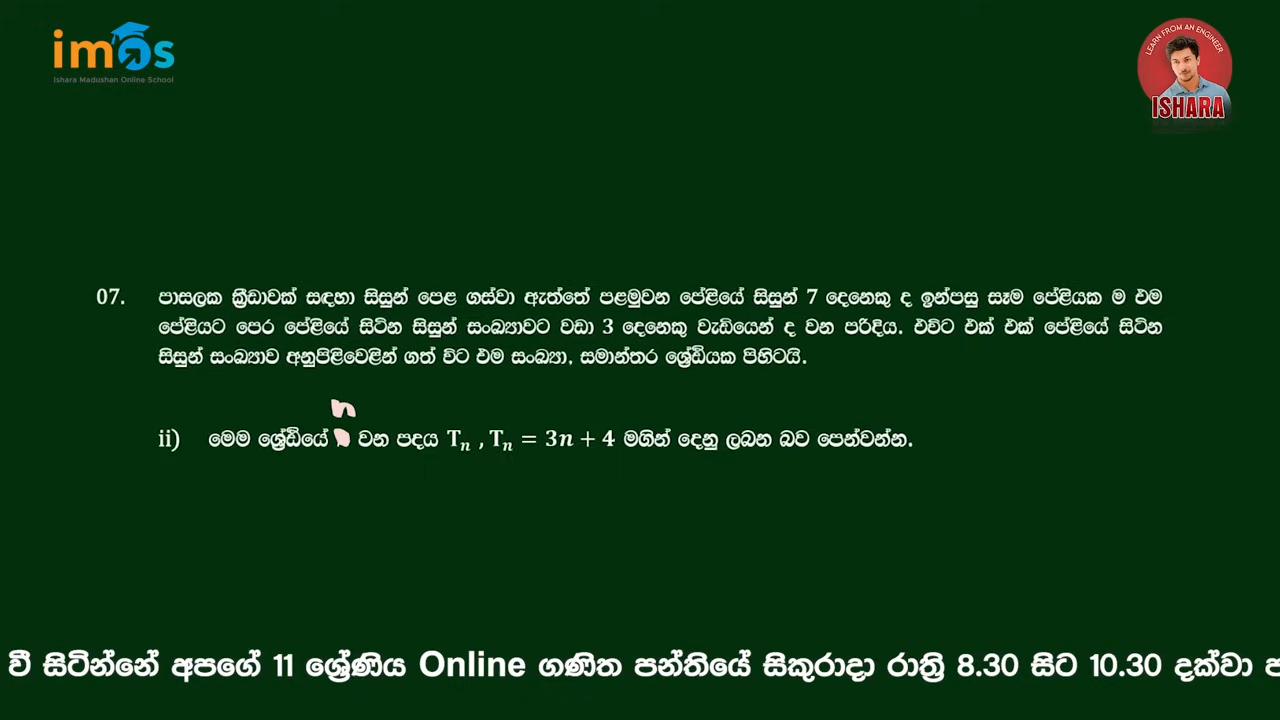 imos
Ishara Madushan Online School
LEARN FROM AN ENGINEER
ISHARA
07. පාසලක ක්‍රීඩාවක් සඳහා සිසුන් පෙළ ගස්වා ඇත්තේ පළමුවන පේළියේ සිසුන් 7 දෙනෙකු ද ඉන්පසු සෑම පේළියක ම එම
පේළියට පෙර පේළියේ සිටින සිසුන් සංඛ්‍යාවට වඩා 3 දෙනෙකු වැඩියෙන් ද වන පරිදිය. එවිට එක් එක් පේළියේ සිටින
සිසුන් සංඛ්‍යාව අනුපිළිවෙළින් ගත් විට එම සංඛ්‍යා, සමාන්තර ශ්‍රේඪියක පිහිටයි.
n
ii) මෙම ශ්‍රේඪියේ වන පදය Tₙ , Tₙ = 3n + 4 මගින් දෙනු ලබන බව පෙන්වන්න.
වී සිටින්නේ අපගේ 11 ශ්‍රේණිය Online ගණිත පන්තියේ සිකුරාදා රාත්‍රි 8.30 සිට 10.30 දක්වා